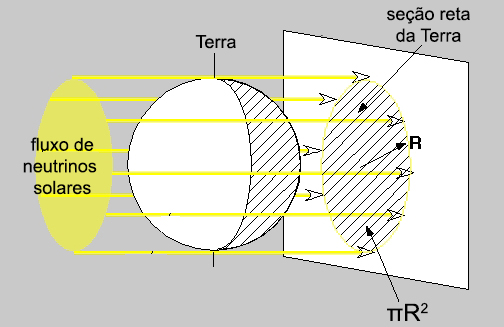 seção reta
da Terra
Terra
fluxo de
neutrinos
solares
R
πR²